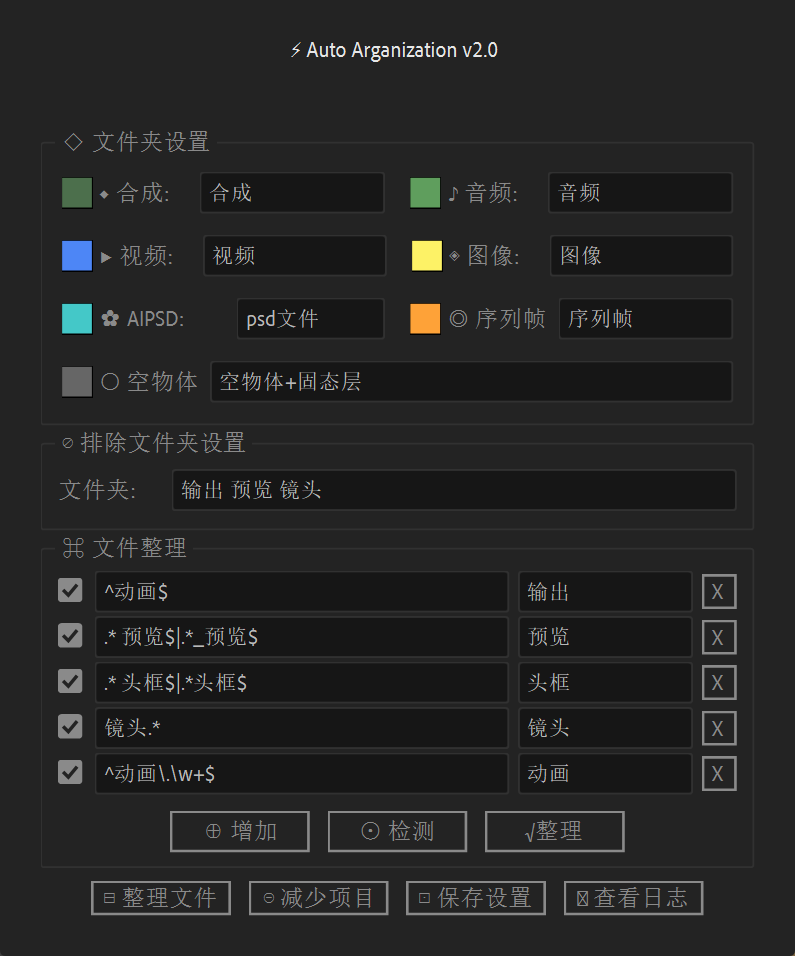 ⚡ Auto Arganization v2.0
◇ 文件夹设置
⬥ 合成: 合成 ♪ 音频: 音频
▶ 视频: 视频 ◈ 图像: 图像
✿ AIPSD: psd文件 ◎ 序列帧 序列帧
○ 空物体 空物体+固态层
⊘ 排除文件夹设置
文件夹: 输出 预览 镜头
⌘ 文件整理
^动画$ 输出 X
.* 预览$|.*_预览$ 预览 X
.* 头框$|.*头框$ 头框 X
镜头.* 镜头 X
^动画\.\w+$ 动画 X
⊕ 增加 ⊙ 检测 √整理
⊟ 整理文件 ⊝ 减少项目 ⊡ 保存设置 查看日志